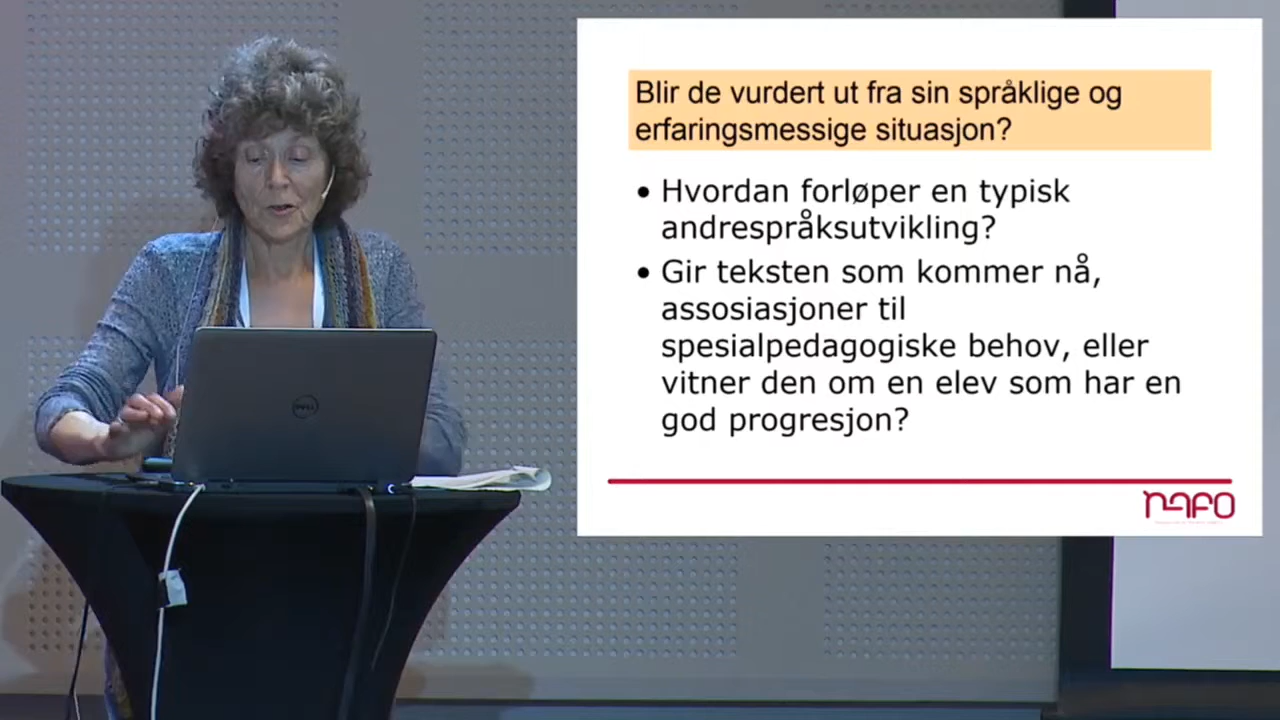 Blir de vurdert ut fra sin språklige og
erfaringsmessige situasjon?
• Hvordan forløper en typisk
andrespråksutvikling?
• Gir teksten som kommer nå,
assosiasjoner til
spesialpedagogiske behov, eller
vitner den om en elev som har en
god progresjon?
NAFO
DELL